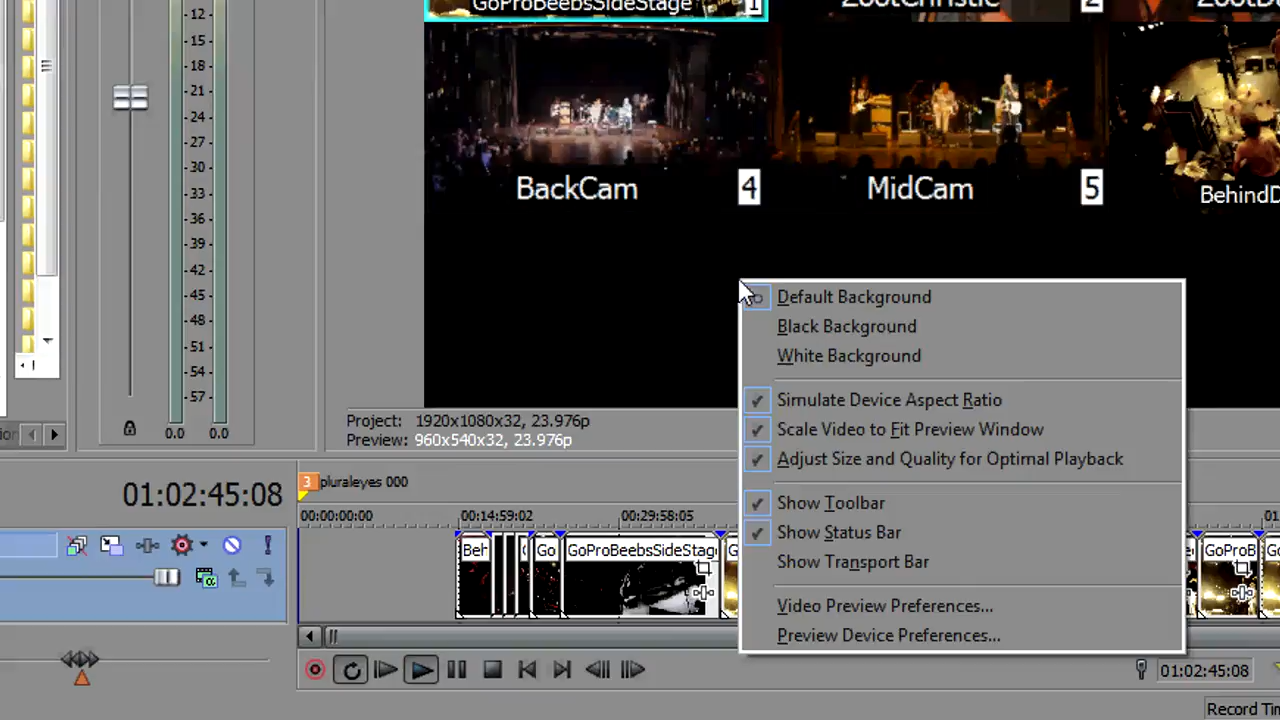 GoProBeebsSideStage
1
ZootChristie
2
BackCam
4
MidCam
5
BehindD
-12
-15
-18
-21
-24
-27
-30
-33
-36
-39
-42
-45
-48
-51
-54
-57
0.0
0.0
Default Background
Black Background
White Background
Simulate Device Aspect Ratio
Scale Video to Fit Preview Window
Adjust Size and Quality for Optimal Playback
Show Toolbar
Show Status Bar
Show Transport Bar
Video Preview Preferences...
Preview Device Preferences...
Project: 1920x1080x32, 23.976p
Preview: 960x540x32, 23.976p
01:02:45:08
3 pluraleyes 000
00:00:00:00
00:14:59:02
00:29:58:05
Beh
Go
GoProBeebsSideStag
GoProB
01:02:45:08
Record Tim